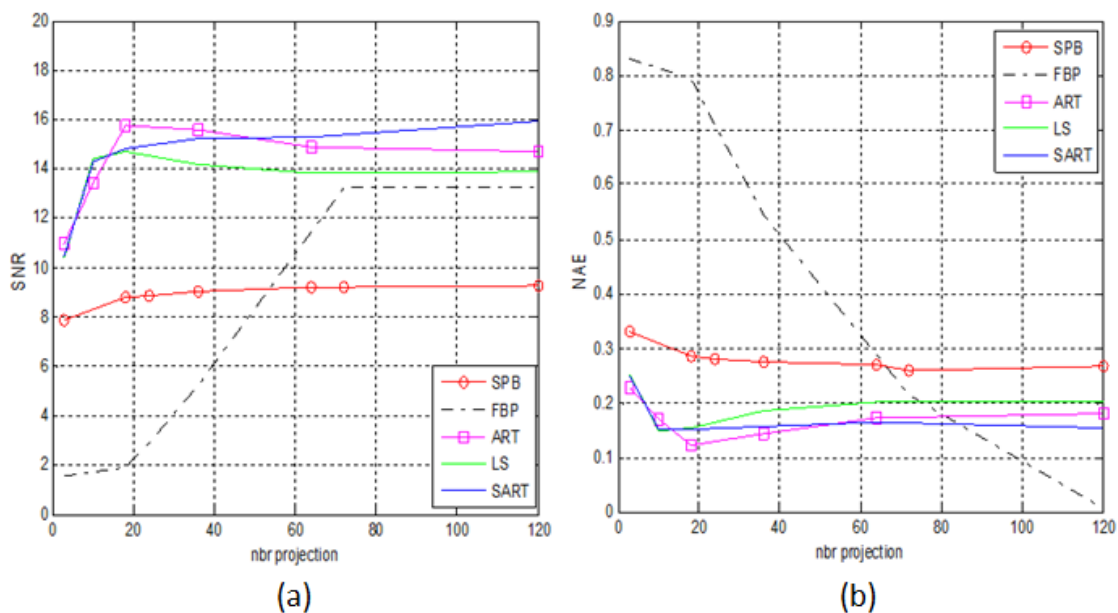 20
18
16
14
12
10
8
6
4
2
0
SNR
0
20
40
60
80
100
120
nbr projection
SPB
FBP
ART
LS
SART
(a)
0.9
0.8
0.7
0.6
0.5
0.4
0.3
0.2
0.1
0
NAE
0
20
40
60
80
100
120
nbr projection
SPB
FBP
ART
LS
SART
(b)